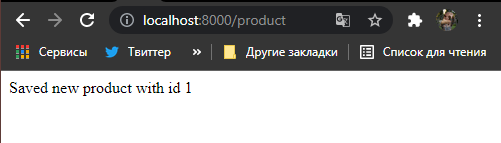 localhost:8000/product
Сервисы Твиттер » Другие закладки Список для чтения
Saved new product with id 1